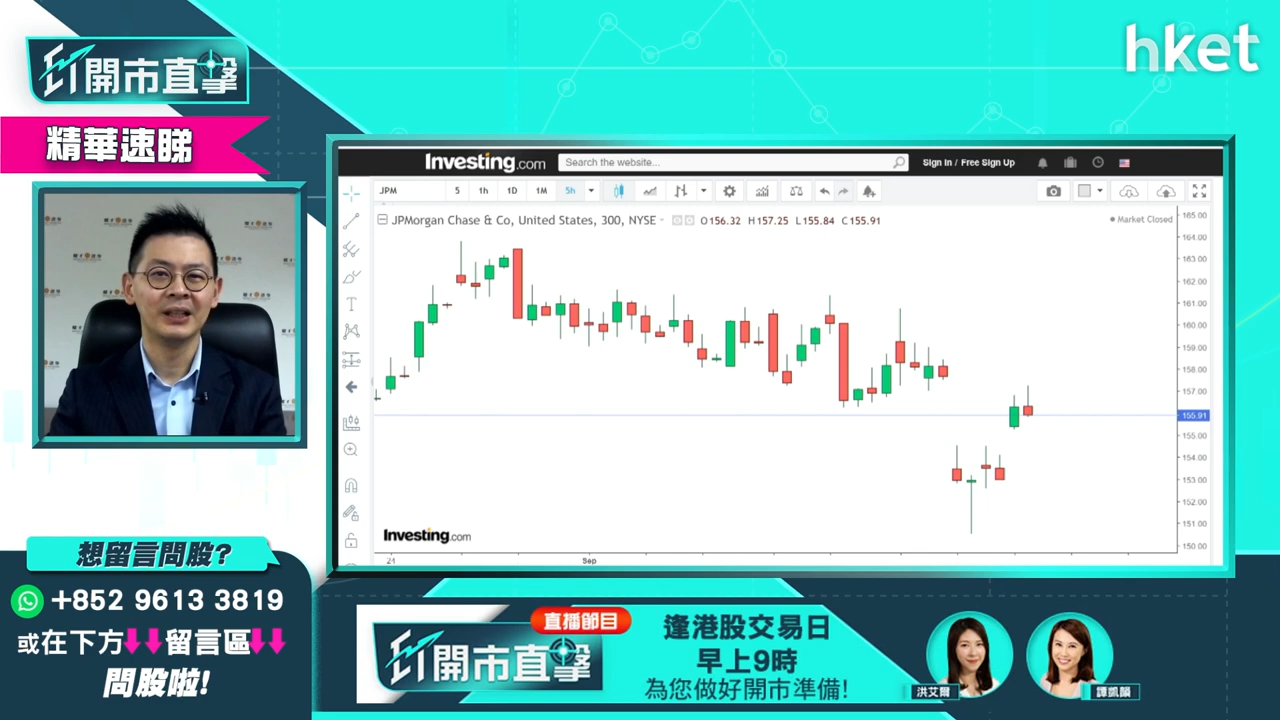 ET開市直擊
hket
精華速睇
Investing.com
Search the website...
Sign In / Free Sign Up
JPM
5
1h
1D
1M
5h
JPMorgan Chase & Co, United States, 300, NYSE
O156.32 H157.25 L155.84 C155.91
Market Closed
165.00
164.00
163.00
162.00
161.00
160.00
159.00
158.00
157.00
155.91
155.00
154.00
153.00
152.00
151.00
150.00
Investing.com
21
Sep
想留言問股?
+852 9613 3819
或在下方⬇⬇留言區⬇⬇
問股啦!
ET開市直擊
直播節目
逢港股交易日
早上9時
為您做好開市準備!
洪艾爾
譚凱韻